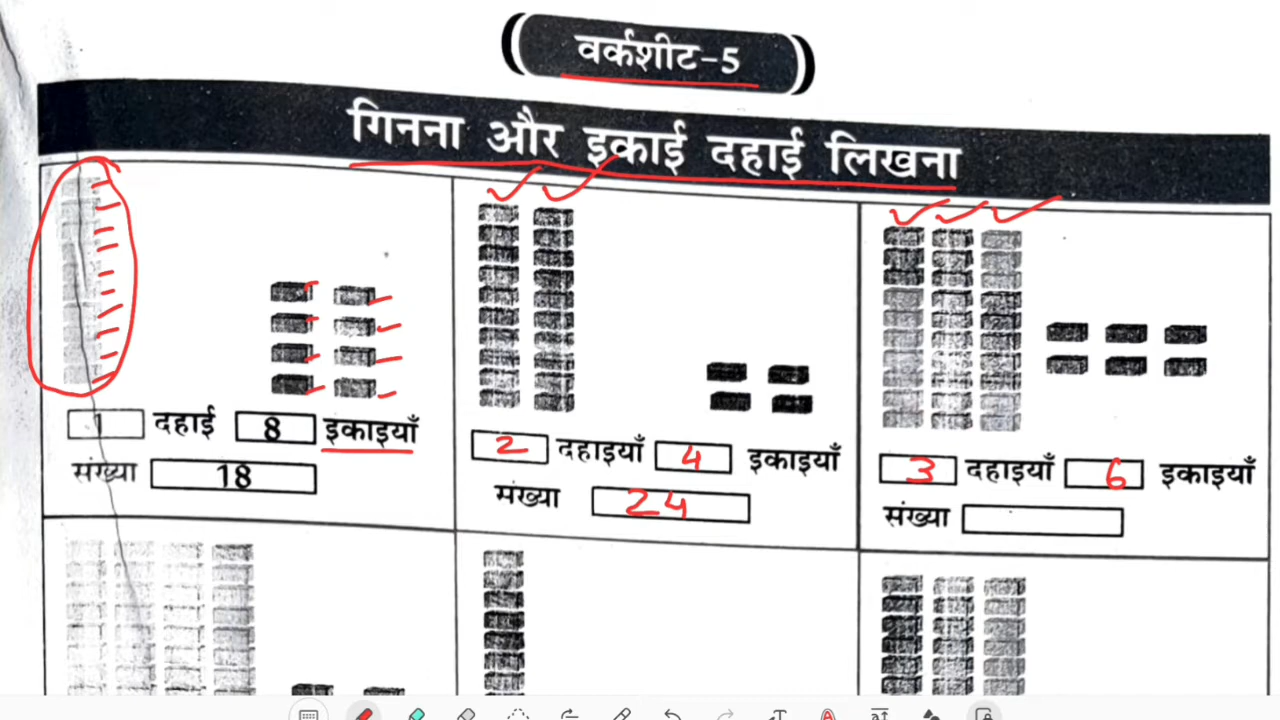 वर्कशीट-5
गिनना और इकाई दहाई लिखना
1 दहाई 8 इकाइयाँ
संख्या 18
2 दहाइयाँ 4 इकाइयाँ
संख्या 24
3 दहाइयाँ 6 इकाइयाँ
संख्या